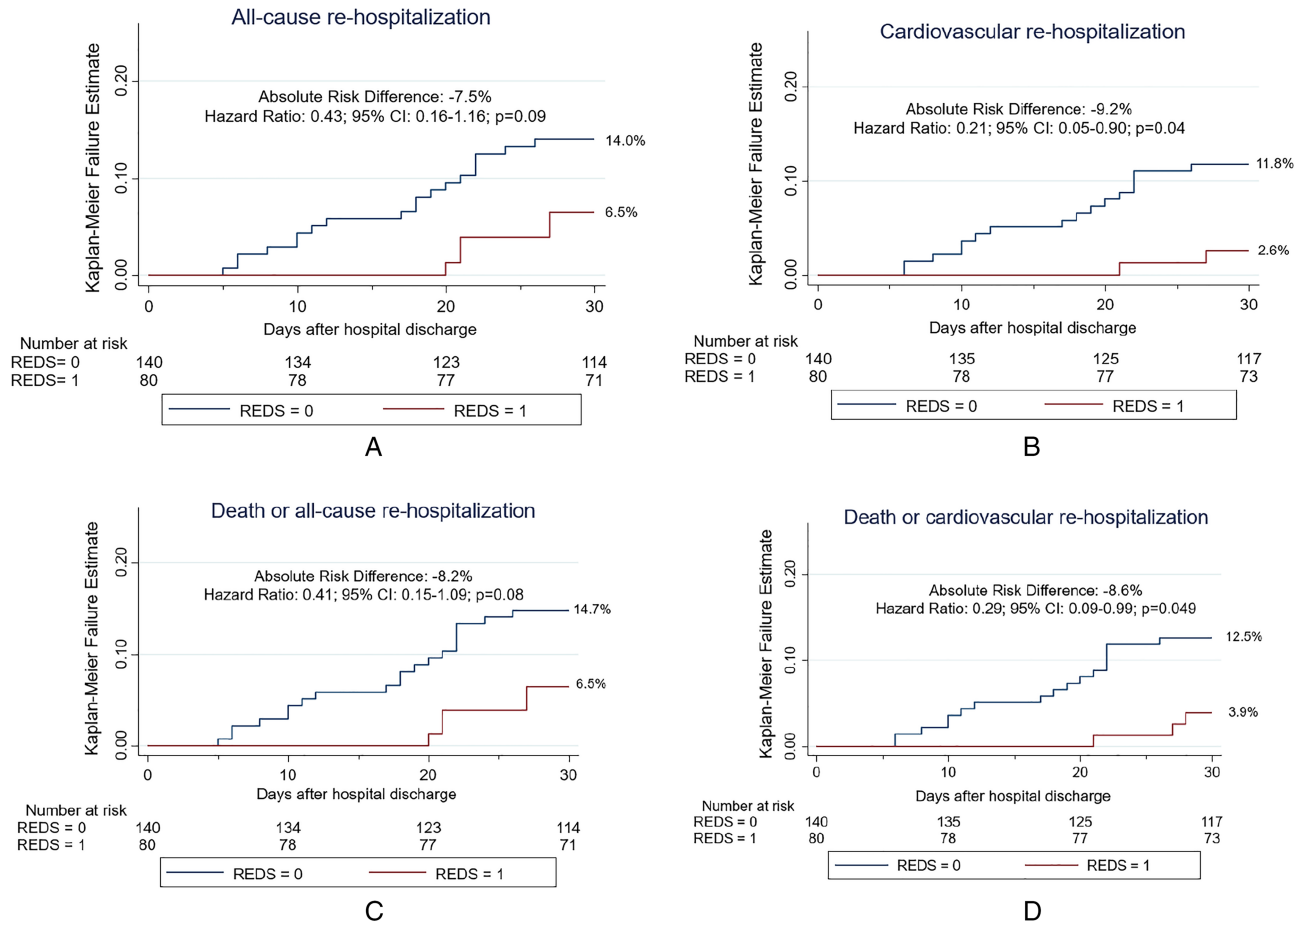 All-cause re-hospitalization
Kaplan-Meier Failure Estimate
0.20
0.10
0.00
Absolute Risk Difference: -7.5%
Hazard Ratio: 0.43; 95% CI: 0.16-1.16; p=0.09
14.0%
6.5%
0 10 20 30
Days after hospital discharge
Number at risk
REDS= 0 140 134 123 114
REDS= 1 80 78 77 71
REDS = 0 REDS = 1
A
Cardiovascular re-hospitalization
Kaplan-Meier Failure Estimate
0.20
0.10
0.00
Absolute Risk Difference: -9.2%
Hazard Ratio: 0.21; 95% CI: 0.05-0.90; p=0.04
11.8%
2.6%
0 10 20 30
Days after hospital discharge
Number at risk
REDS = 0 140 135 125 117
REDS = 1 80 78 77 73
REDS = 0 REDS = 1
B
Death or all-cause re-hospitalization
Kaplan-Meier Failure Estimate
0.20
0.10
0.00
Absolute Risk Difference: -8.2%
Hazard Ratio: 0.41; 95% CI: 0.15-1.09; p=0.08
14.7%
6.5%
0 10 20 30
Days after hospital discharge
Number at risk
REDS = 0 140 134 123 114
REDS = 1 80 78 77 71
REDS = 0 REDS = 1
C
Death or cardiovascular re-hospitalization
Kaplan-Meier Failure Estimate
0.20
0.10
0.00
Absolute Risk Difference: -8.6%
Hazard Ratio: 0.29; 95% CI: 0.09-0.99; p=0.049
12.5%
3.9%
0 10 20 30
Days after hospital discharge
Number at risk
REDS = 0 140 135 125 117
REDS = 1 80 78 77 73
REDS = 0 REDS = 1
D